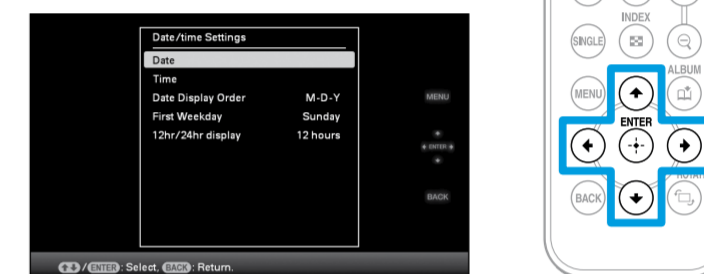 Date/time Settings
Date
Time
Date Display Order M-D-Y
First Weekday Sunday
12hr/24hr display 12 hours
MENU
ENTER
BACK
/ENTER: Select, BACK: Return.
INDEX
SINGLE
ALBUM
MENU
ENTER
BACK